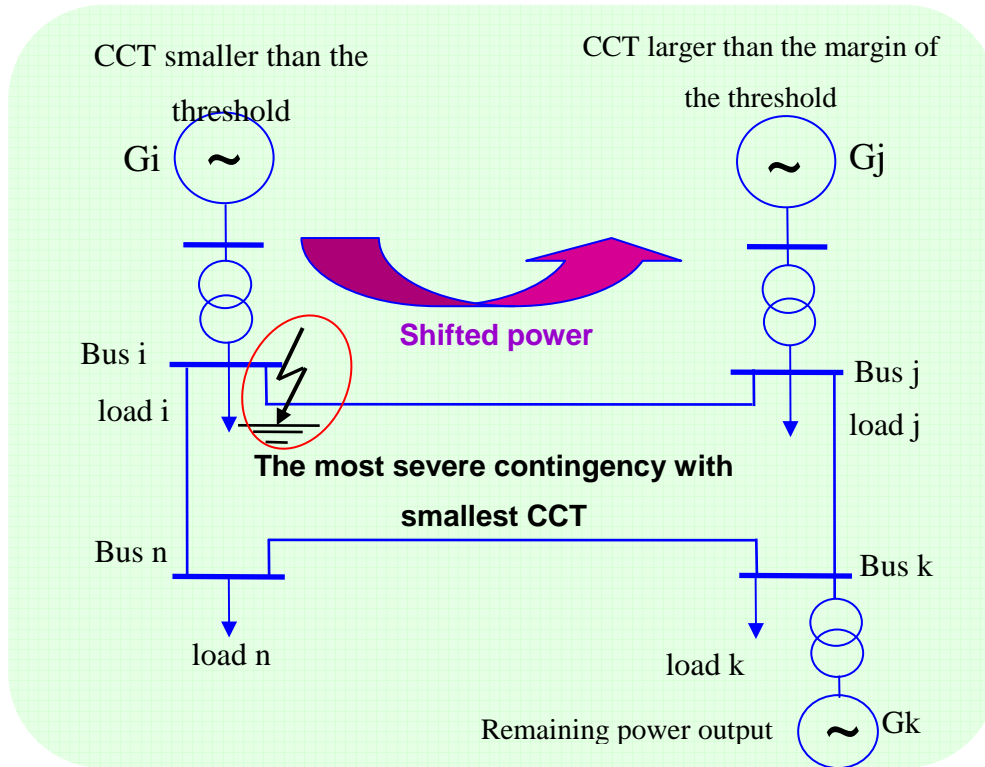 CCT smaller than the
threshold
CCT larger than the margin of
the threshold
Gi
~
Gj
~
Shifted power
Bus i
load i
Bus j
load j
The most severe contingency with
smallest CCT
Bus n
load n
Bus k
load k
Remaining power output
Gk
~